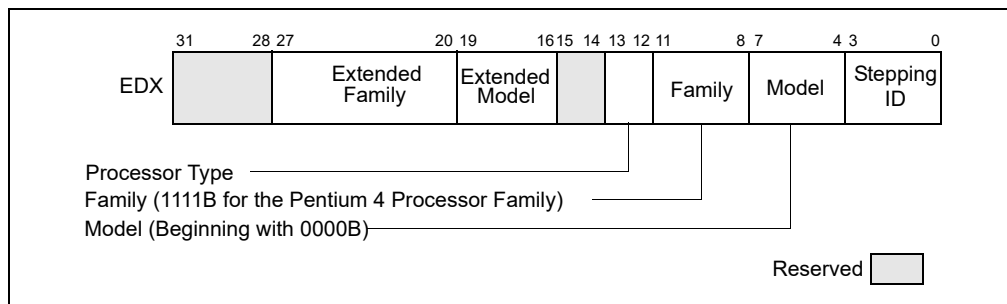 31 28 27 20 19 16 15 14 13 12 11 8 7 4 3 0
EDX
Extended
Family
Extended
Model
Family
Model
Stepping
ID
Processor Type
Family (1111B for the Pentium 4 Processor Family)
Model (Beginning with 0000B)
Reserved